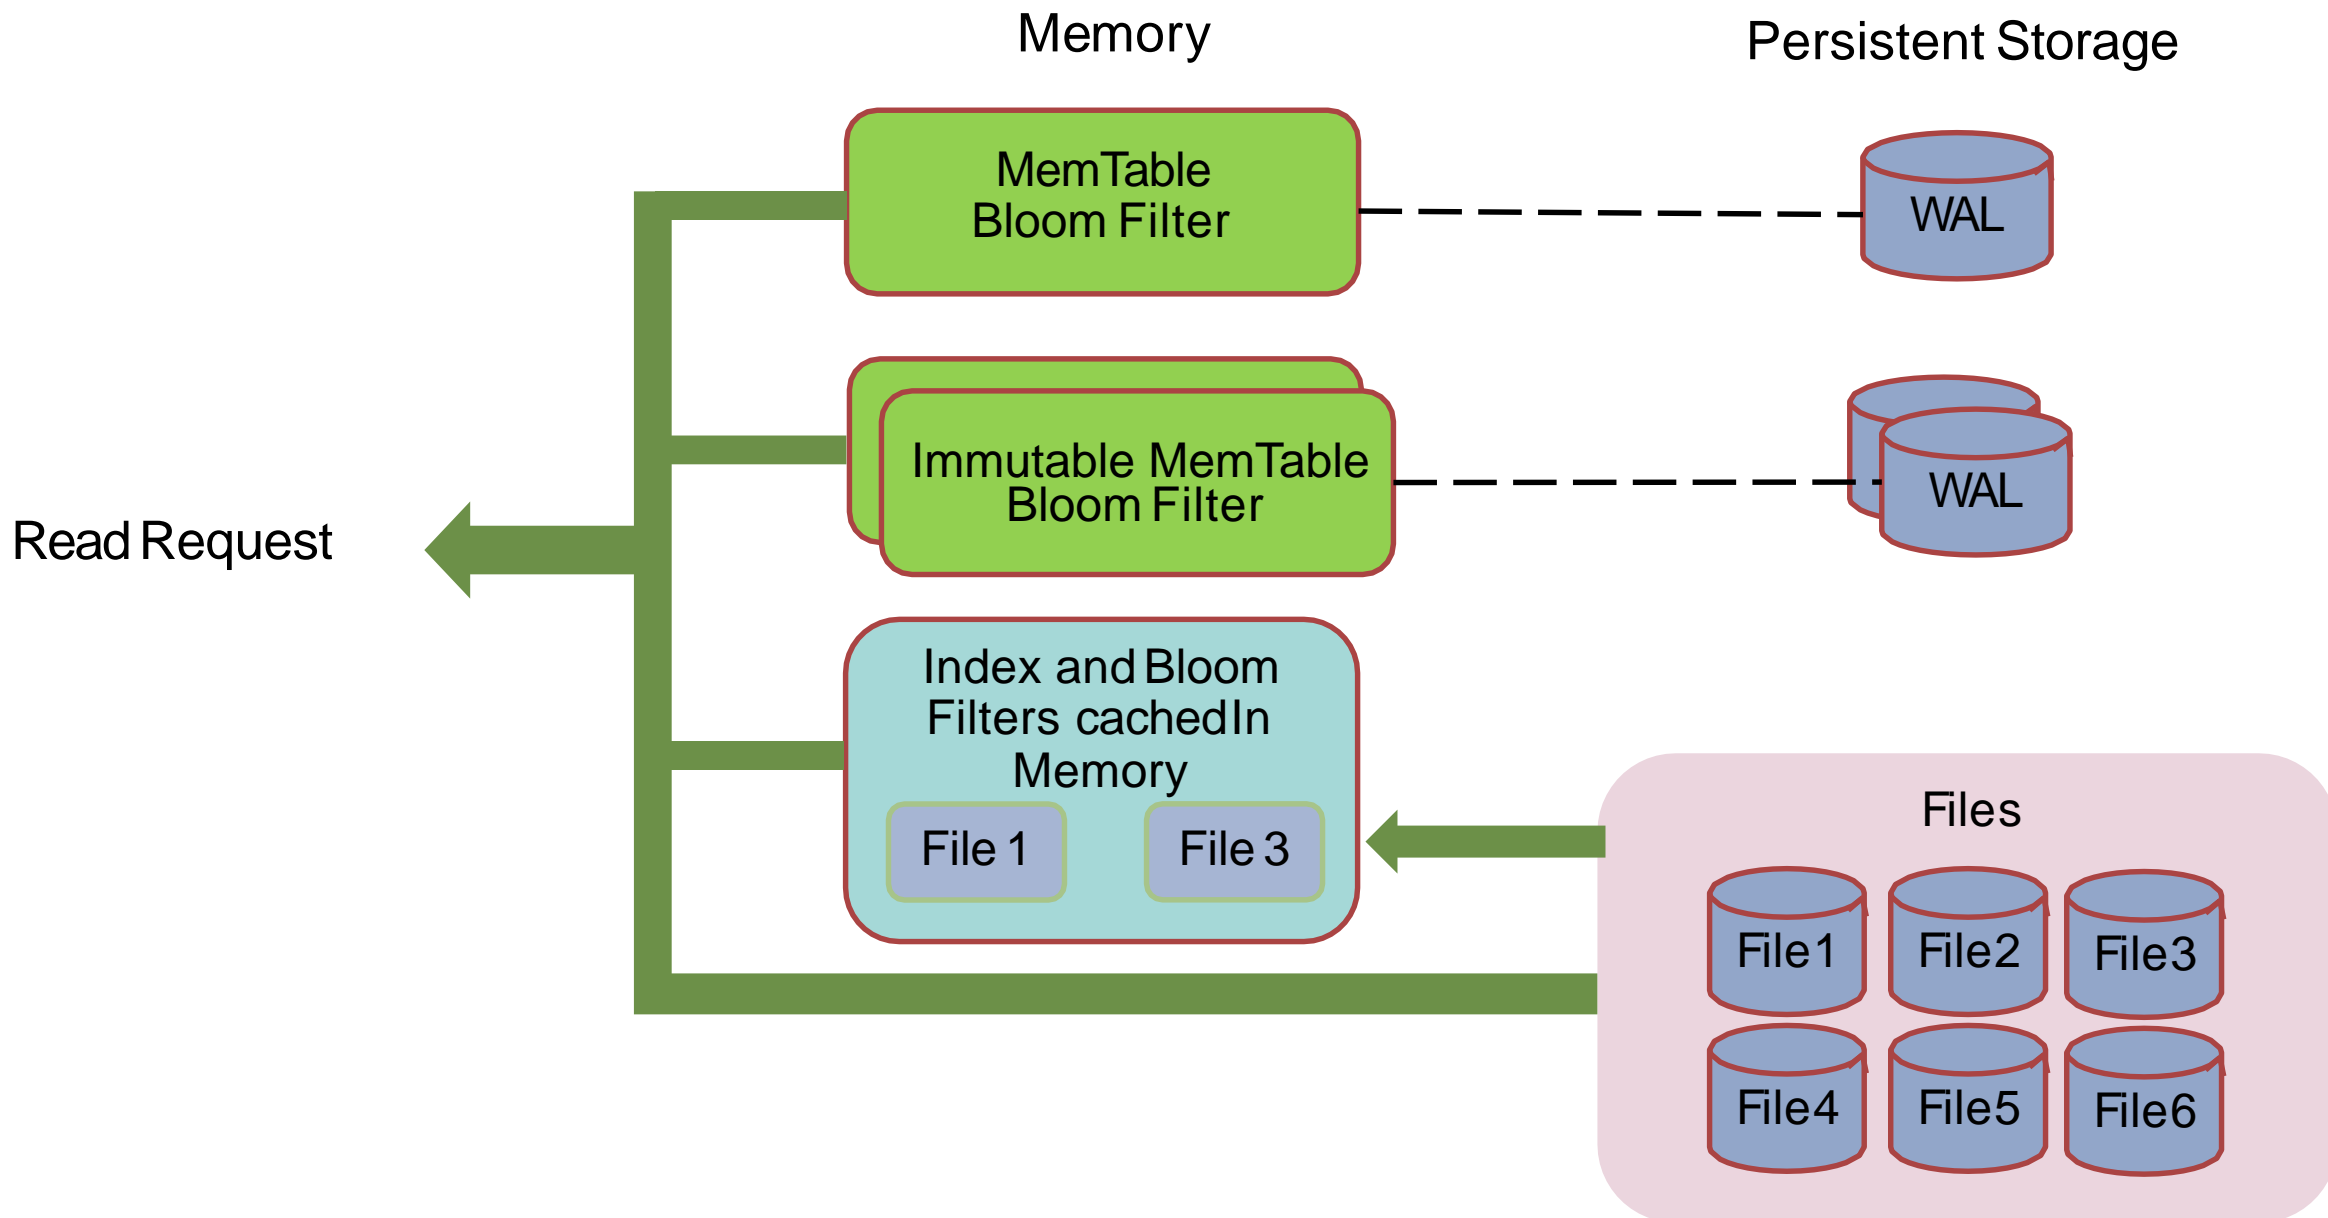 Memory
Persistent Storage
MemTable
Bloom Filter
WAL
Immutable MemTable
Bloom Filter
WAL
Read Request
Index and Bloom
Filters cachedIn
Memory
File 1
File 3
Files
File1
File2
File3
File4
File5
File6